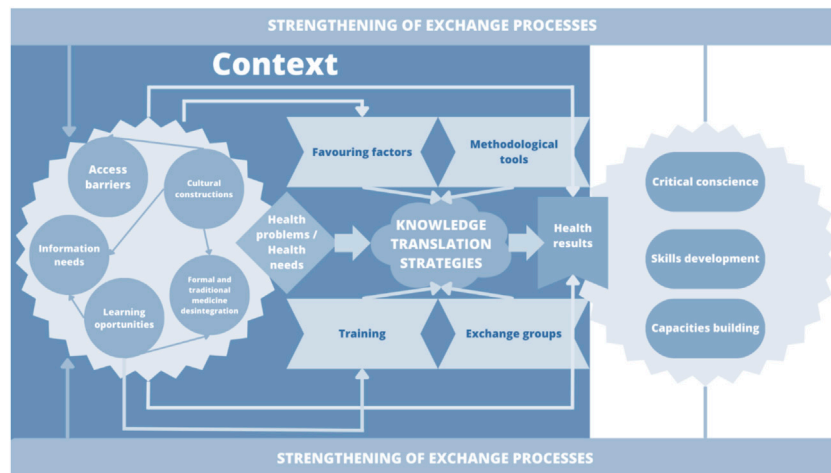 STRENGTHENING OF EXCHANGE PROCESSES
Context
Access
barriers
Cultural
constructions
Information
needs
Formal and
traditional
medicine
desintegration
Learning
oportunities
Health
problems /
Health
needs
Favouring factors
Methodological
tools
KNOWLEDGE
TRANSLATION
STRATEGIES
Training
Exchange groups
Health
results
Critical conscience
Skills development
Capacities building
STRENGTHENING OF EXCHANGE PROCESSES